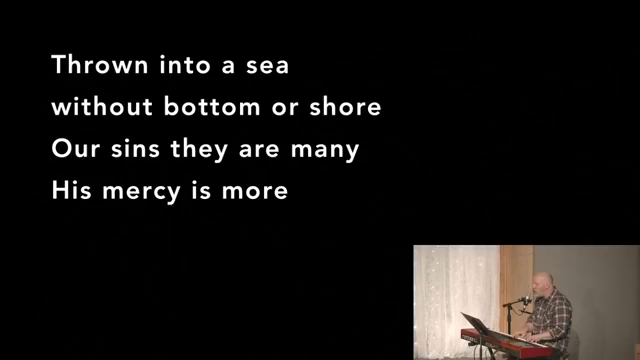 Thrown into a sea
without bottom or shore
Our sins they are many
His mercy is more